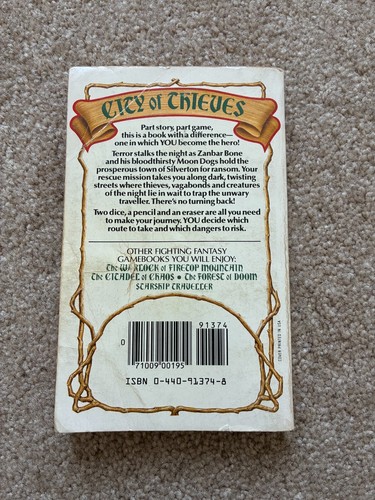 CITY OF THIEVES
Part story, part game,
this is a book with a difference—
one in which YOU become the hero!
Terror stalks the night as Zanbar Bone
and his bloodthirsty Moon Dogs hold the
prosperous town of Silverton for ransom.
Your rescue mission takes you along dark, twisting
streets where thieves, vagabonds and creatures
of the night lie in wait to trap the unwary
traveller. There's no turning back!
Two dice, a pencil and an eraser are all you need
to make your journey. YOU decide which
route to take and which dangers to risk.
OTHER FIGHTING FANTASY
GAMEBOOKS YOU WILL ENJOY:
The WARLOCK of FIRETOP MOUNTAIN
The CITADEL of CHAOS • The FOREST of DOOM
STARSHIP TRAVELLER
91374
0
71009 00195
ISBN 0-440-91374-8
COVER PRINTED IN USA